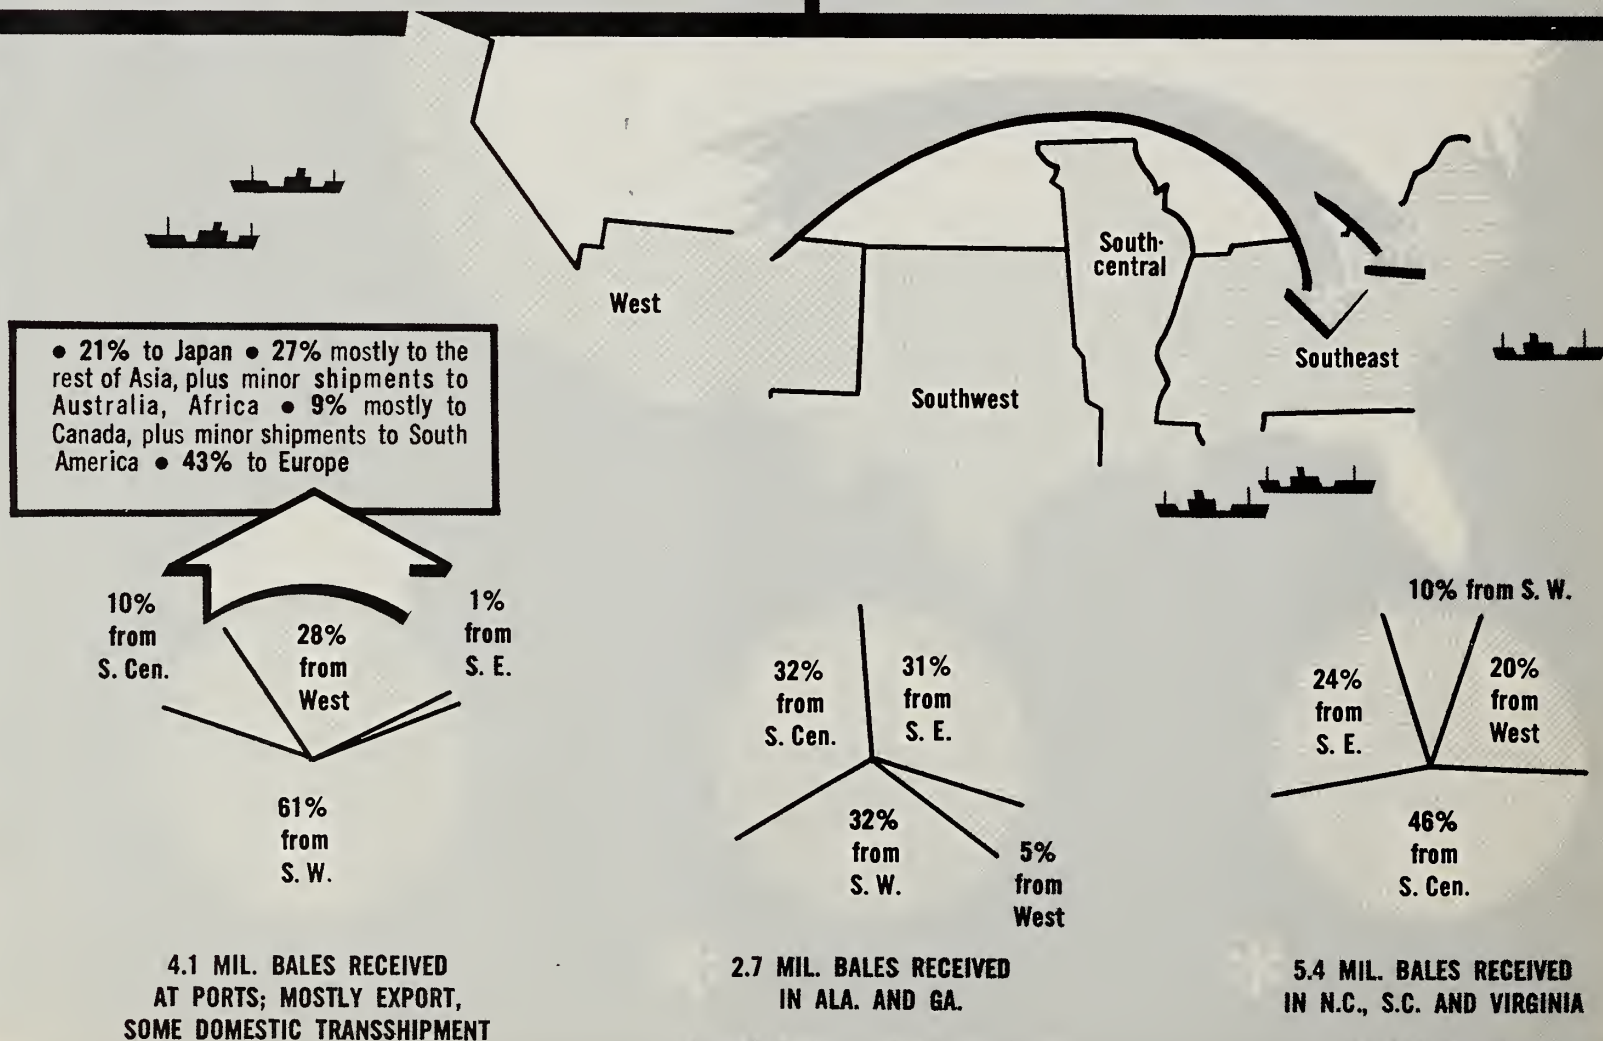 West
South-
central
Southwest
Southeast
● 21% to Japan ● 27% mostly to the
rest of Asia, plus minor shipments to
Australia, Africa ● 9% mostly to
Canada, plus minor shipments to South
America ● 43% to Europe
10%
from
S. Cen.
28%
from
West
1%
from
S. E.
61%
from
S. W.
4.1 MIL. BALES RECEIVED
AT PORTS; MOSTLY EXPORT,
SOME DOMESTIC TRANSSHIPMENT
32%
from
S. Cen.
31%
from
S. E.
32%
from
S. W.
5%
from
West
2.7 MIL. BALES RECEIVED
IN ALA. AND GA.
10% from S. W.
24%
from
S. E.
20%
from
West
46%
from
S. Cen.
5.4 MIL. BALES RECEIVED
IN N.C., S.C. AND VIRGINIA